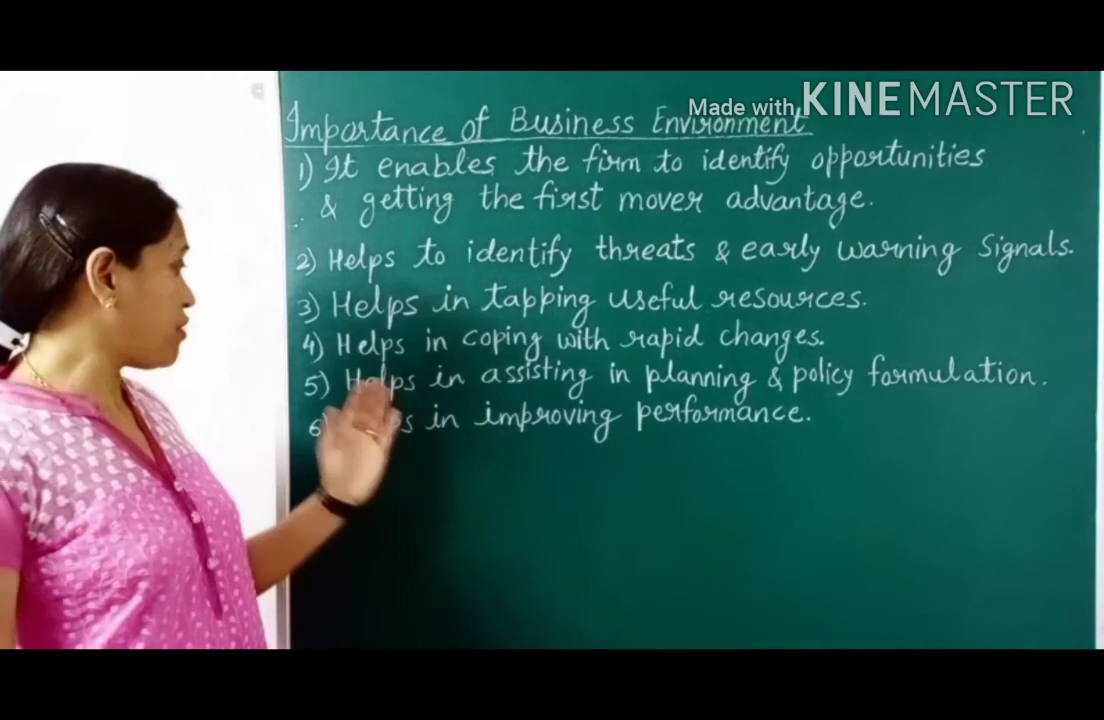 Made with KINEMASTER
Importance of Business Environment
1) It enables the firm to identify opportunities
& getting the first mover advantage.
2) Helps to identify threats & early warning Signals.
3) Helps in tapping useful resources.
4) Helps in coping with rapid changes.
5) Helps in assisting in planning & policy formulation.
6) in improving performance.